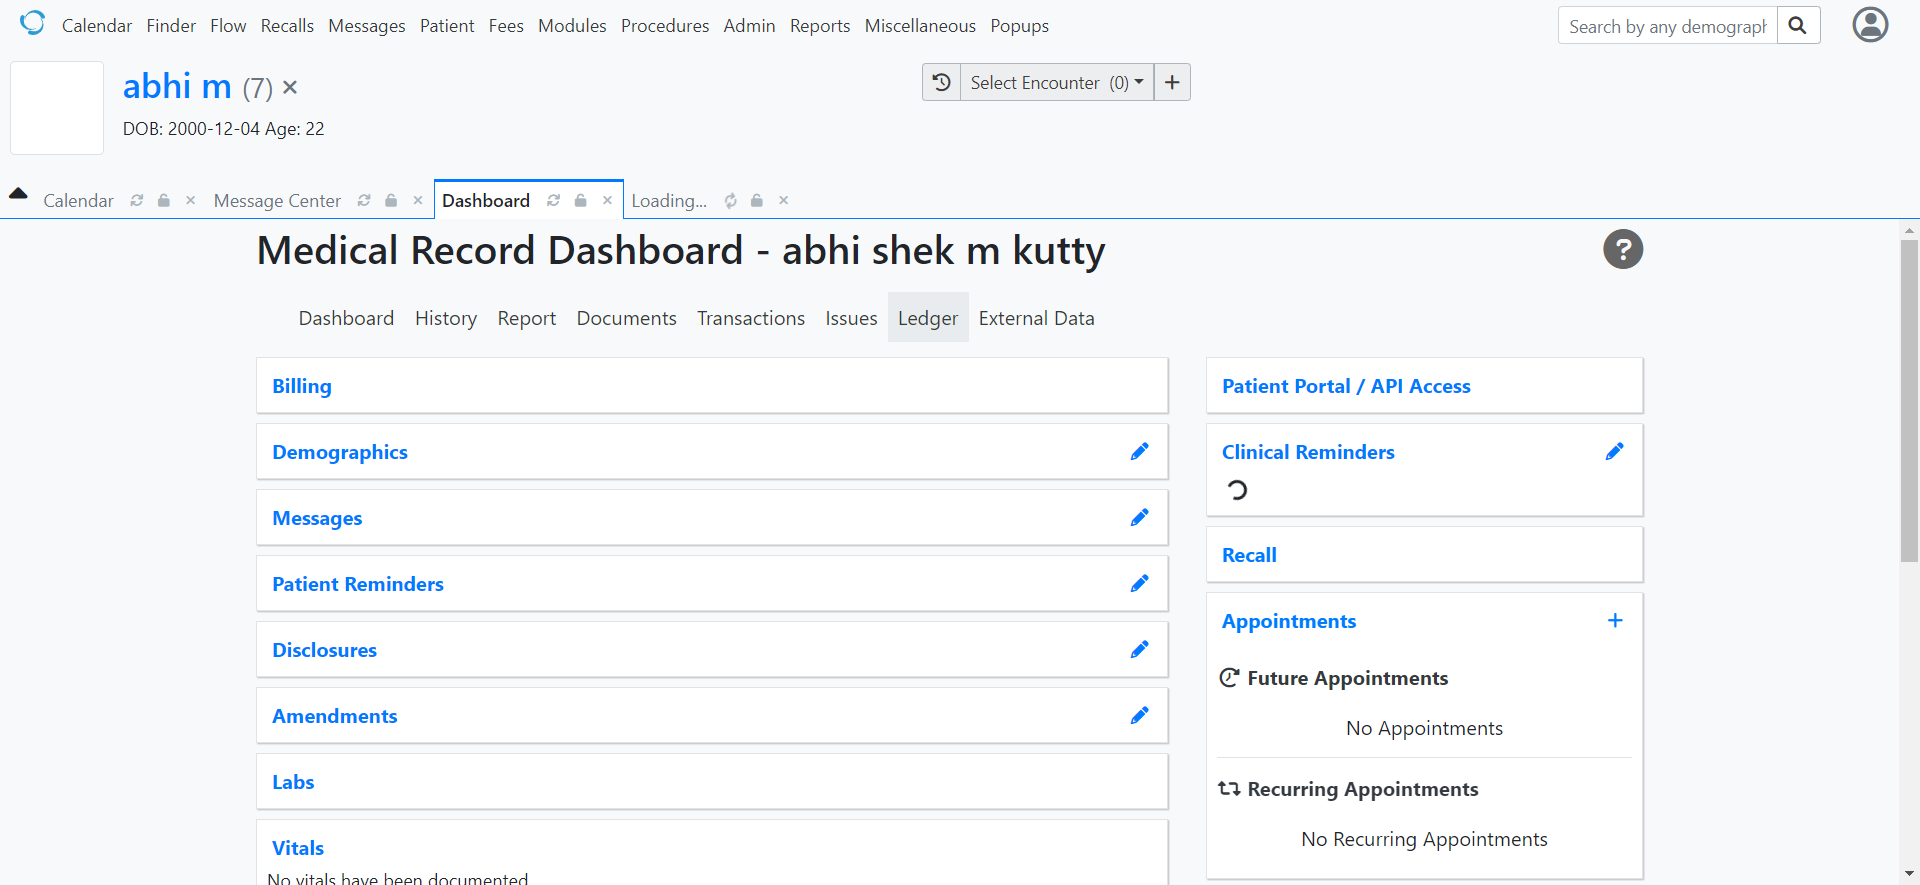 Calendar Finder Flow Recalls Messages Patient Fees Modules Procedures Admin Reports Miscellaneous Popups
Search by any demograph
abhi m (7)
Select Encounter (0)
DOB: 2000-12-04 Age: 22
Calendar Message Center Dashboard Loading...
Medical Record Dashboard - abhi shek m kutty
Dashboard History Report Documents Transactions Issues Ledger External Data
Billing
Demographics
Messages
Patient Reminders
Disclosures
Amendments
Labs
Vitals
No vitals have been documented
Patient Portal / API Access
Clinical Reminders
Recall
Appointments
Future Appointments
No Appointments
Recurring Appointments
No Recurring Appointments